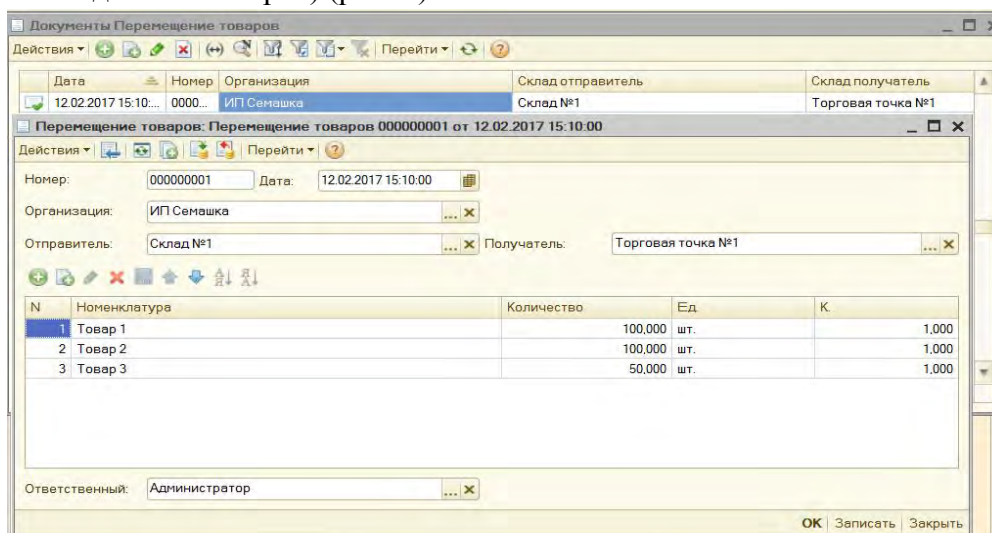 Документы Перемещение товаров
Действия Перейти
Дата Номер Организация Склад отправитель Склад получатель
12.02.2017 15:10:... 0000... ИП Семашка Склад №1 Торговая точка №1
Перемещение товаров: Перемещение товаров 000000001 от 12.02.2017 15:10:00
Действия Перейти
Номер: 000000001 Дата: 12.02.2017 15:10:00
Организация: ИП Семашка ...
Отправитель: Склад №1 ... Получатель: Торговая точка №1 ...
N Номенклатура Количество Ед. К.
1 Товар 1 100,000 шт. 1,000
2 Товар 2 100,000 шт. 1,000
3 Товар 3 50,000 шт. 1,000
Ответственный: Администратор ...
OK Записать Закрыть